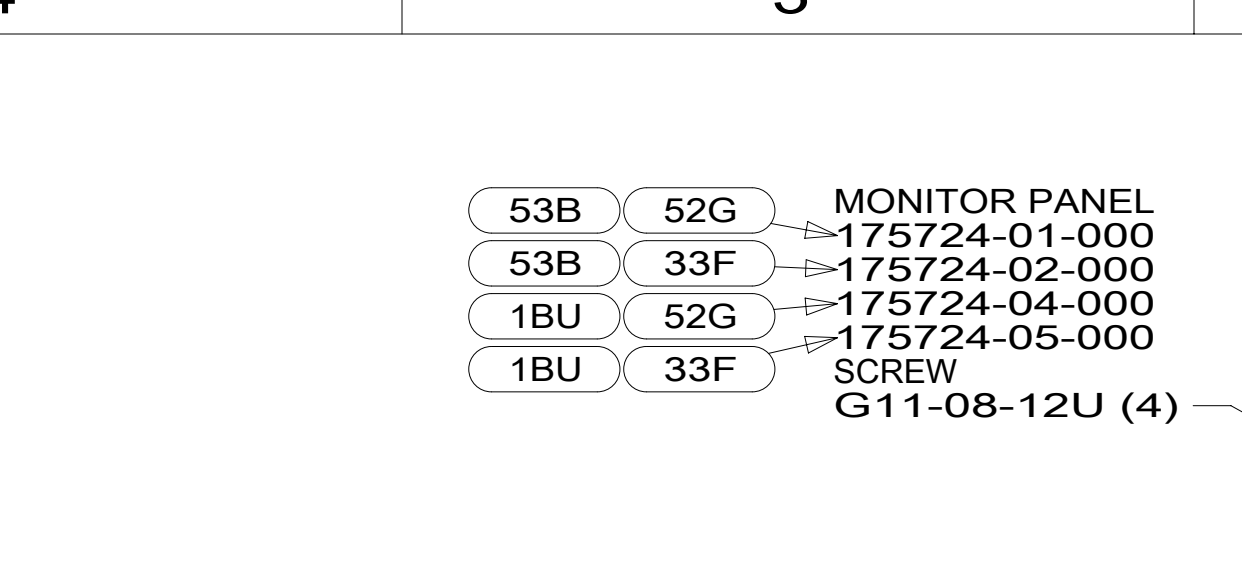 53B 52G MONITOR PANEL
175724-01-000
53B 33F 175724-02-000
1BU 52G 175724-04-000
1BU 33F 175724-05-000
SCREW
G11-08-12U (4)